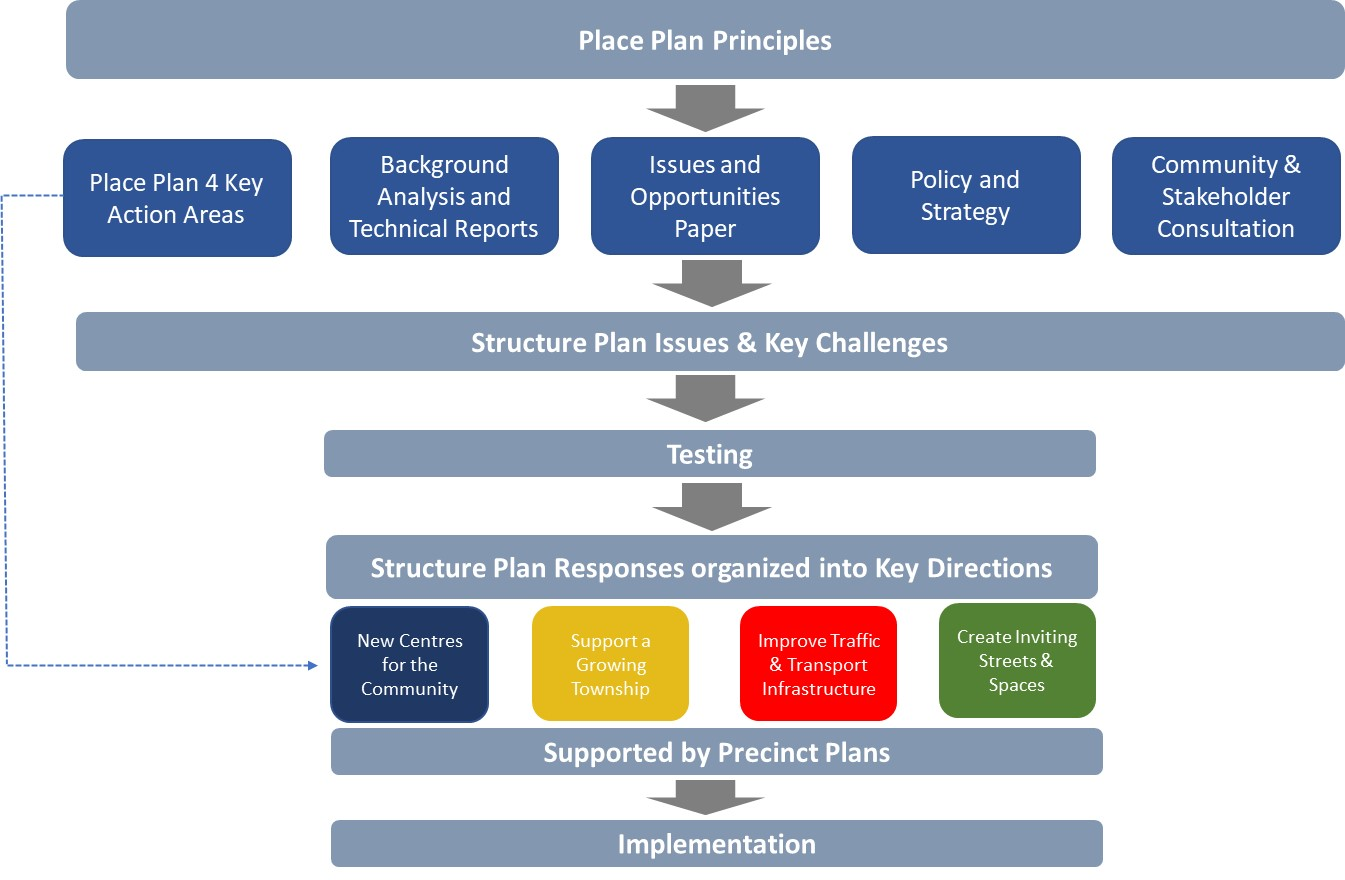 Place Plan Principles
Place Plan 4 Key
Action Areas
Background
Analysis and
Technical Reports
Issues and
Opportunities
Paper
Policy and
Strategy
Community &
Stakeholder
Consultation
Structure Plan Issues & Key Challenges
Testing
Structure Plan Responses organized into Key Directions
New Centres
for the
Community
Support a
Growing
Township
Improve Traffic
& Transport
Infrastructure
Create Inviting
Streets &
Spaces
Supported by Precinct Plans
Implementation